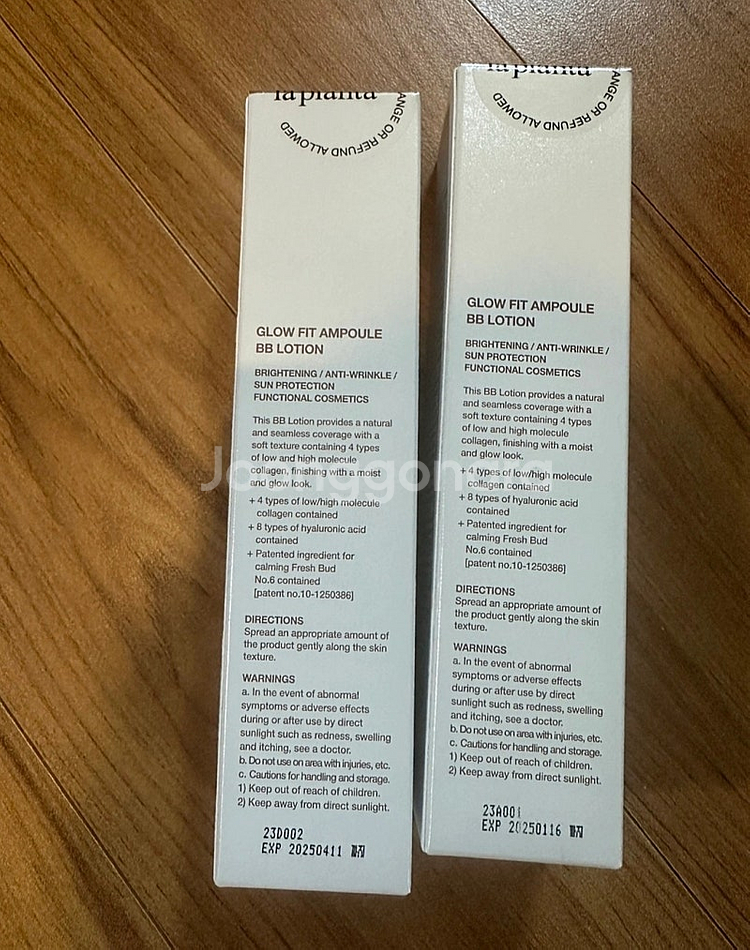 la planta
ANGE OR REFUND ALLOWED
GLOW FIT AMPOULE
BB LOTION
BRIGHTENING / ANTI-WRINKLE /
SUN PROTECTION
FUNCTIONAL COSMETICS
This BB Lotion provides a natural
and seamless coverage with a
soft texture containing 4 types
of low and high molecule
collagen, finishing with a moist
and glow look.
+ 4 types of low/high molecule
collagen contained
+ 8 types of hyaluronic acid
contained
+ Patented ingredient for
calming Fresh Bud
No.6 contained
[patent no.10-1250386]
DIRECTIONS
Spread an appropriate amount of
the product gently along the skin
texture.
WARNINGS
a. In the event of abnormal
symptoms or adverse effects
during or after use by direct
sunlight such as redness, swelling
and itching, see a doctor.
b. Do not use on area with injuries, etc.
c. Cautions for handling and storage.
1) Keep out of reach of children.
2) Keep away from direct sunlight.
23D002
EXP 20250411
la planta
ANGE OR REFUND ALLOWED
GLOW FIT AMPOULE
BB LOTION
BRIGHTENING / ANTI-WRINKLE /
SUN PROTECTION
FUNCTIONAL COSMETICS
This BB Lotion provides a natural
and seamless coverage with a
soft texture containing 4 types
of low and high molecule
collagen, finishing with a moist
and glow look.
+ 4 types of low/high molecule
collagen contained
+ 8 types of hyaluronic acid
contained
+ Patented ingredient for
calming Fresh Bud
No.6 contained
[patent no.10-1250386]
DIRECTIONS
Spread an appropriate amount of
the product gently along the skin
texture.
WARNINGS
a. In the event of abnormal
symptoms or adverse effects
during or after use by direct
sunlight such as redness, swelling
and itching, see a doctor.
b. Do not use on area with injuries, etc.
c. Cautions for handling and storage.
1) Keep out of reach of children.
2) Keep away from direct sunlight.
23A001
EXP 20250116